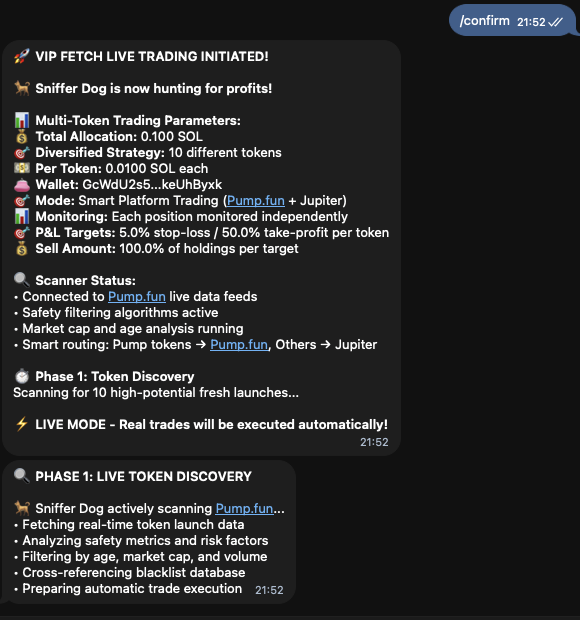 /confirm 21:52
🚀 VIP FETCH LIVE TRADING INITIATED!
🐕 Sniffer Dog is now hunting for profits!
📊 Multi-Token Trading Parameters:
💰 Total Allocation: 0.100 SOL
🎯 Diversified Strategy: 10 different tokens
💵 Per Token: 0.0100 SOL each
👛 Wallet: GcWdU2s5...keUhByxk
🎯 Mode: Smart Platform Trading (Pump.fun + Jupiter)
📊 Monitoring: Each position monitored independently
🎯 P&L Targets: 5.0% stop-loss / 50.0% take-profit per token
💰 Sell Amount: 100.0% of holdings per target
🔍 Scanner Status:
• Connected to Pump.fun live data feeds
• Safety filtering algorithms active
• Market cap and age analysis running
• Smart routing: Pump tokens → Pump.fun, Others → Jupiter
⏱️ Phase 1: Token Discovery
Scanning for 10 high-potential fresh launches...
⚡ LIVE MODE - Real trades will be executed automatically!
21:52
🔍 PHASE 1: LIVE TOKEN DISCOVERY
🐕 Sniffer Dog actively scanning Pump.fun...
• Fetching real-time token launch data
• Analyzing safety metrics and risk factors
• Filtering by age, market cap, and volume
• Cross-referencing blacklist database
• Preparing automatic trade execution 21:52